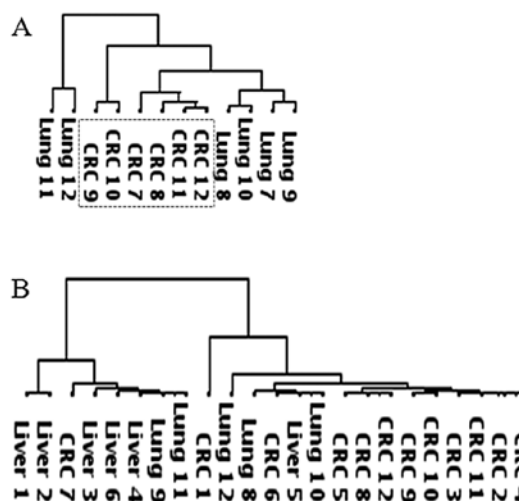 A
Lung 11
Lung 12
CRC 9
CRC 10
CRC 7
CRC 8
CRC 11
CRC 12
Lung 8
Lung 10
Lung 7
Lung 9
B
Liver 1
Liver 2
CRC 7
Liver 3
Liver 6
Liver 4
Lung 9
Lung 11
CRC 1
Lung 12
Lung 8
CRC 6
Liver 5
Lung 10
CRC 5
CRC 8
CRC 12
CRC 9
CRC
CRC 3
CRC
CRC 2